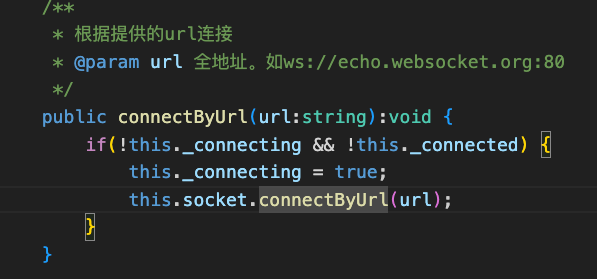 /**
 * 根据提供的url连接
 * @param url 全地址。如ws://echo.websocket.org:80
 */
public connectByUrl(url:string):void {
    if(!this._connecting && !this._connected) {
        this._connecting = true;
        this.socket.connectByUrl(url);
    }
}